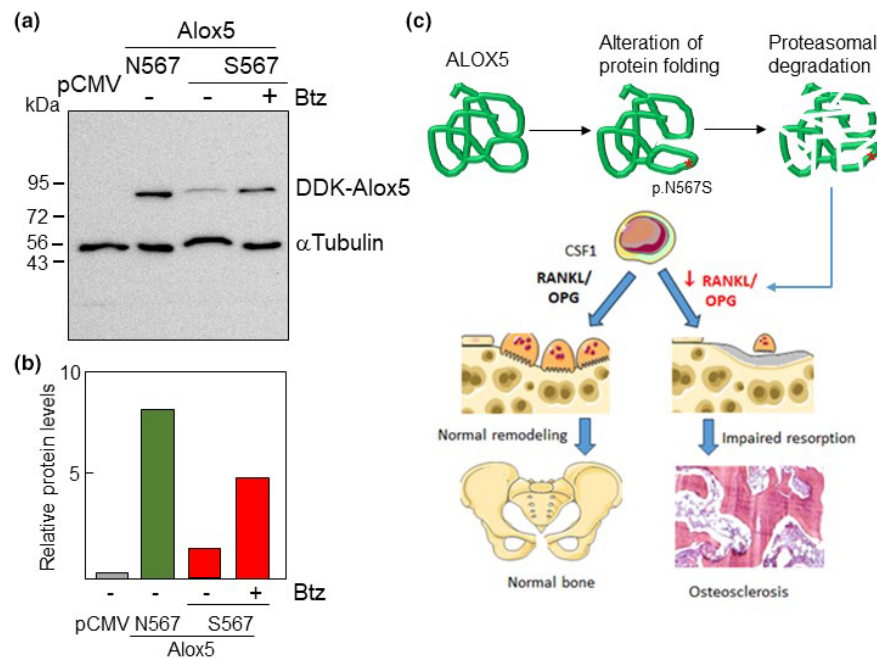 (a)
Alox5
pCMV N567 S567
- - + Btz
kDa
95
72
56
43
DDK-Alox5
αTubulin
(b)
Relative protein levels
10
5
- - - + Btz
pCMV N567 S567
Alox5
(c)
ALOX5
Alteration of
protein folding
Proteasomal
degradation
p.N567S
CSF1
RANKL/
OPG
↓ RANKL/
OPG
Normal remodeling
Impaired resorption
Normal bone
Osteosclerosis